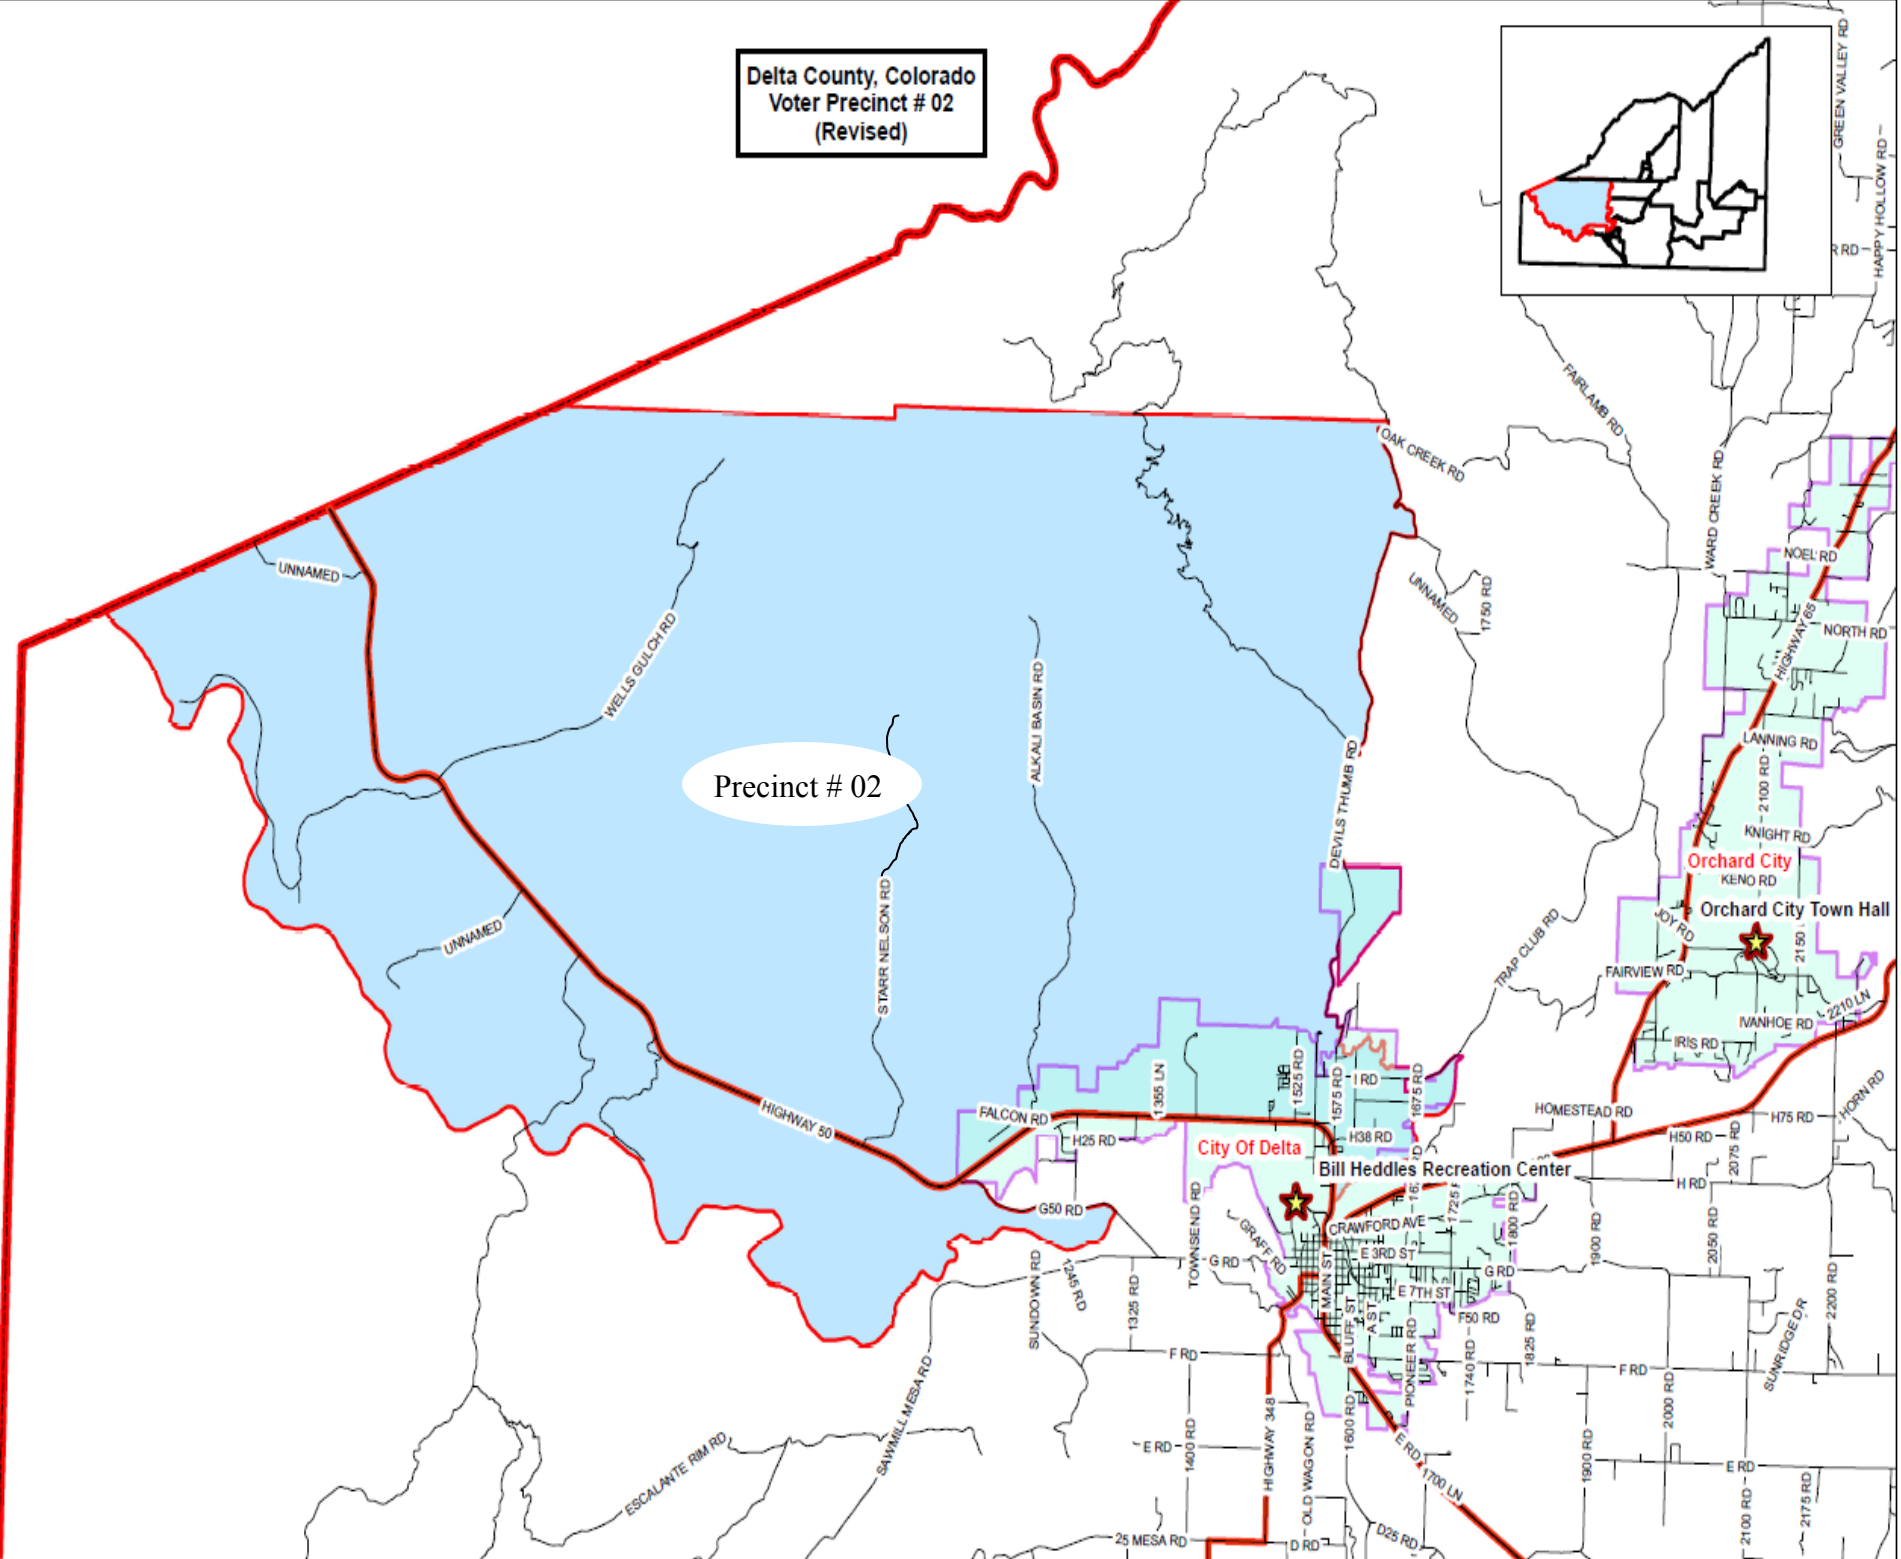 Delta County, Colorado
Voter Precinct # 02
(Revised)
GREEN VALLEY RD
HAPPY HOLLOW RD
R RD
FAIRLAMB RD
OAK CREEK RD
WARD CREEK RD
NOEL RD
UNNAMED
UNNAMED
1750 RD
HIGHWAY 65
NORTH RD
WELLS GULCH RD
ALKALI BASIN RD
LANNING RD
2100 RD
DEVILS THUMB RD
Precinct # 02
KNIGHT RD
Orchard City
KENO RD
Orchard City Town Hall
JOY RD
2150
STARR NELSON RD
UNNAMED
TRAP CLUB RD
FAIRVIEW RD
2210 LN
IVANHOE RD
IRIS RD
1355 LN
1525 RD
1575 RD
I RD
1675 RD
HORN RD
HIGHWAY 50
FALCON RD
HOMESTEAD RD
H75 RD
H25 RD
H38 RD
H50 RD
2075 RD
City Of Delta
Bill Heddles Recreation Center
H RD
G50 RD
TOWNSEND RD
GRAFF RD
CRAWFORD AVE
1725
1800 RD
1900 RD
2050 RD
E 3RD ST
G RD
G RD
SUNDOWN RD
1245 RD
1325 RD
MAIN ST
E 7TH ST
2200 RD
BLUFF ST
A ST
F50 RD
PIONEER RD
1740 RD
1825 RD
SUNRIDGE DR
F RD
F RD
SAWMILL MESA RD
2000 RD
HIGHWAY 348
OLD WAGON RD
1600 RD
ESCALANTE RIM RD
E RD
1400 RD
E RD
1700 LN
1900 RD
E RD
2100 RD
2175 RD
25 MESA RD
D RD
D25 RD